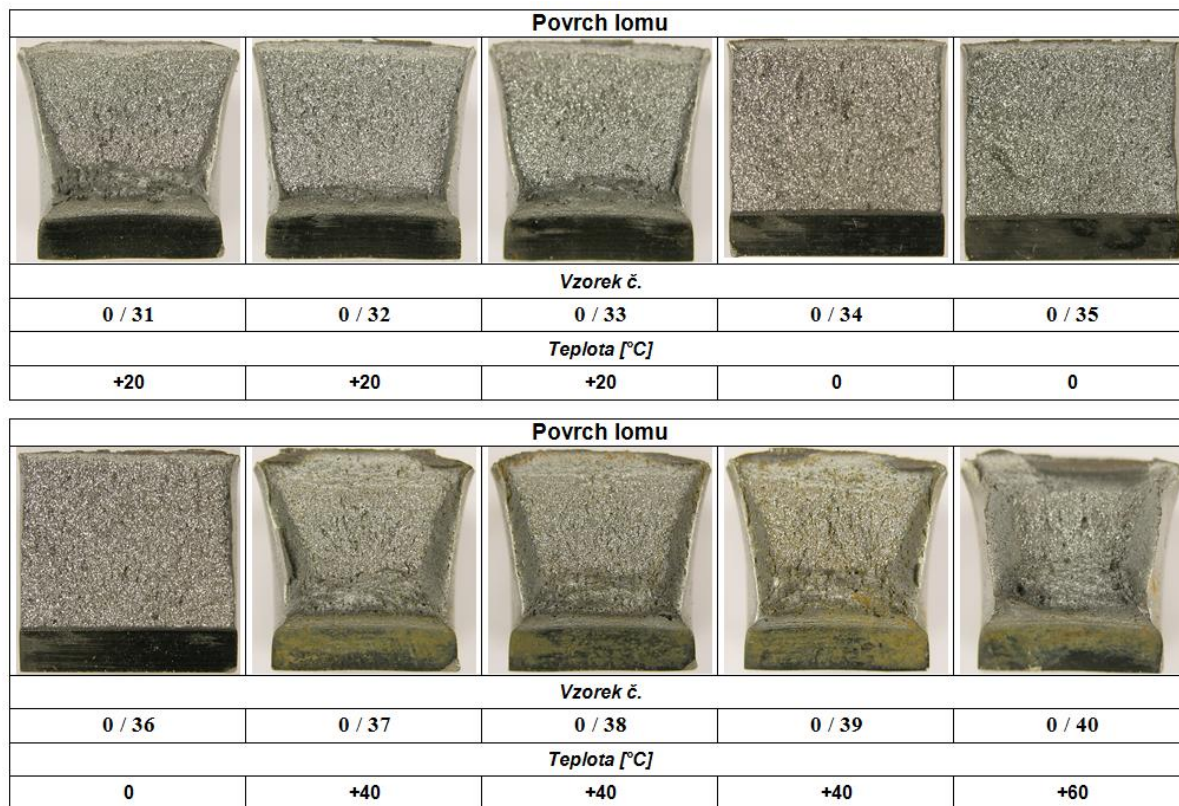 Povrch lomu
Vzorek č.
0 / 31 0 / 32 0 / 33 0 / 34 0 / 35
Teplota [°C]
+20 +20 +20 0 0
Povrch lomu
Vzorek č.
0 / 36 0 / 37 0 / 38 0 / 39 0 / 40
Teplota [°C]
0 +40 +40 +40 +60